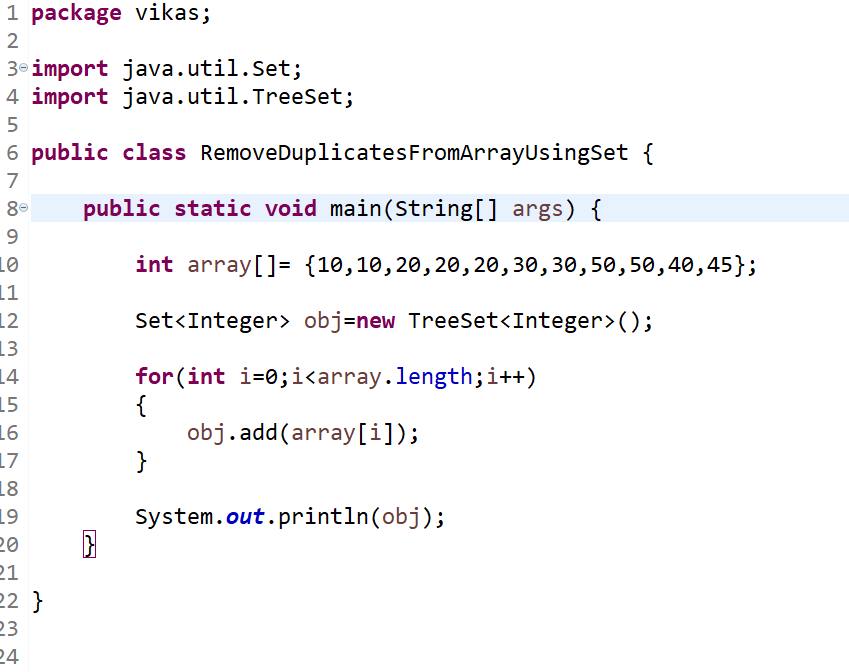 1 package vikas;
2
3 import java.util.Set;
4 import java.util.TreeSet;
5
6 public class RemoveDuplicatesFromArrayUsingSet {
7
8     public static void main(String[] args) {
9
10         int array[]= {10,10,20,20,20,30,30,50,50,40,45};
11
12         Set<Integer> obj=new TreeSet<Integer>();
13
14         for(int i=0;i<array.length;i++)
15         {
16             obj.add(array[i]);
17         }
18
19         System.out.println(obj);
20     }
21
22 }
23
24